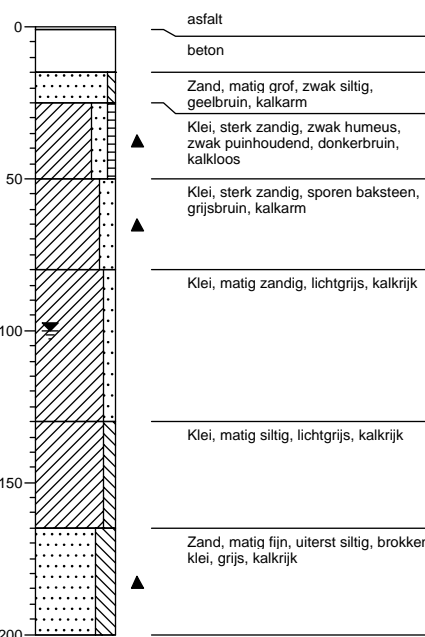 0
asfalt
beton
Zand, matig grof, zwak siltig,
geelbruin, kalkarm
Klei, sterk zandig, zwak humeus,
zwak puinhoudend, donkerbruin,
kalkloos
50
Klei, sterk zandig, sporen baksteen,
grijsbruin, kalkarm
Klei, matig zandig, lichtgrijs, kalkrijk
100
Klei, matig siltig, lichtgrijs, kalkrijk
150
Zand, matig fijn, uiterst siltig, brokken
klei, grijs, kalkrijk
200